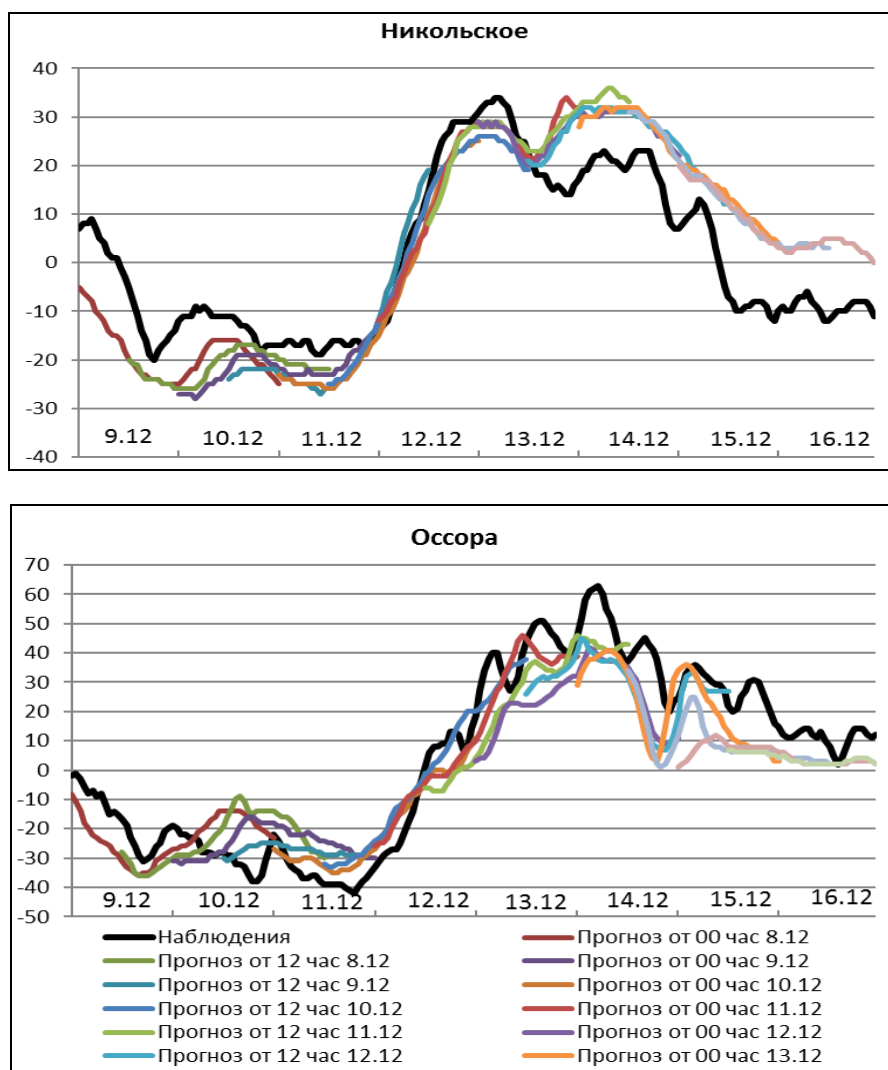 Никольское
40
30
20
10
0
-10
-20
-30
-40
9.12 10.12 11.12 12.12 13.12 14.12 15.12 16.12
Оссора
70
60
50
40
30
20
10
0
-10
-20
-30
-40
-50
9.12 10.12 11.12 12.12 13.12 14.12 15.12 16.12
Наблюдения Прогноз от 00 час 8.12
Прогноз от 12 час 8.12 Прогноз от 00 час 9.12
Прогноз от 12 час 9.12 Прогноз от 00 час 10.12
Прогноз от 12 час 10.12 Прогноз от 00 час 11.12
Прогноз от 12 час 11.12 Прогноз от 00 час 12.12
Прогноз от 12 час 12.12 Прогноз от 00 час 13.12